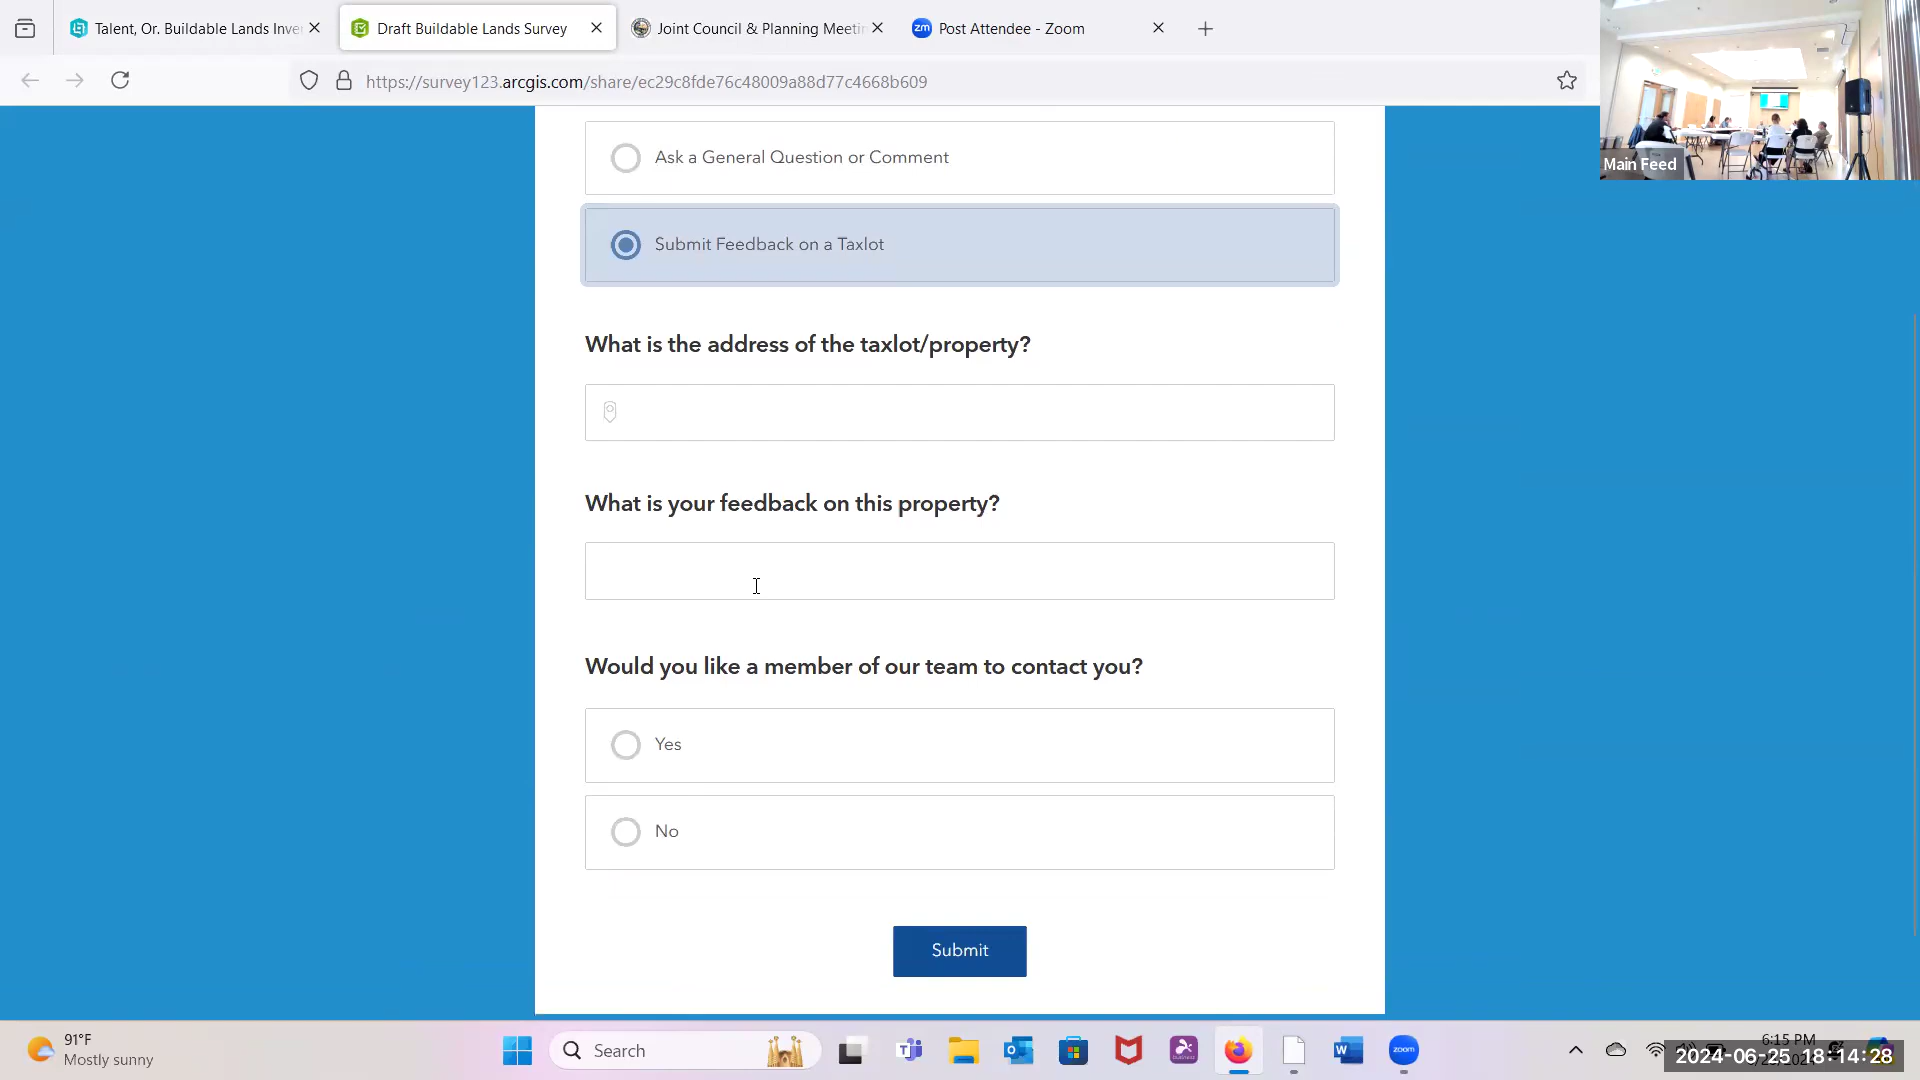 Talent, Or. Buildable Lands Inve
Draft Buildable Lands Survey
Joint Council & Planning Meetin
zm Post Attendee - Zoom
https://survey123.arcgis.com/share/ec29c8fde76c48009a88d77c4668b609
Main Feed
Ask a General Question or Comment
Submit Feedback on a Taxlot
What is the address of the taxlot/property?
What is your feedback on this property?
Would you like a member of our team to contact you?
Yes
No
Submit
91°F
Mostly sunny
Search
zoom
6:15 PM
2024-06-25 18:14:28